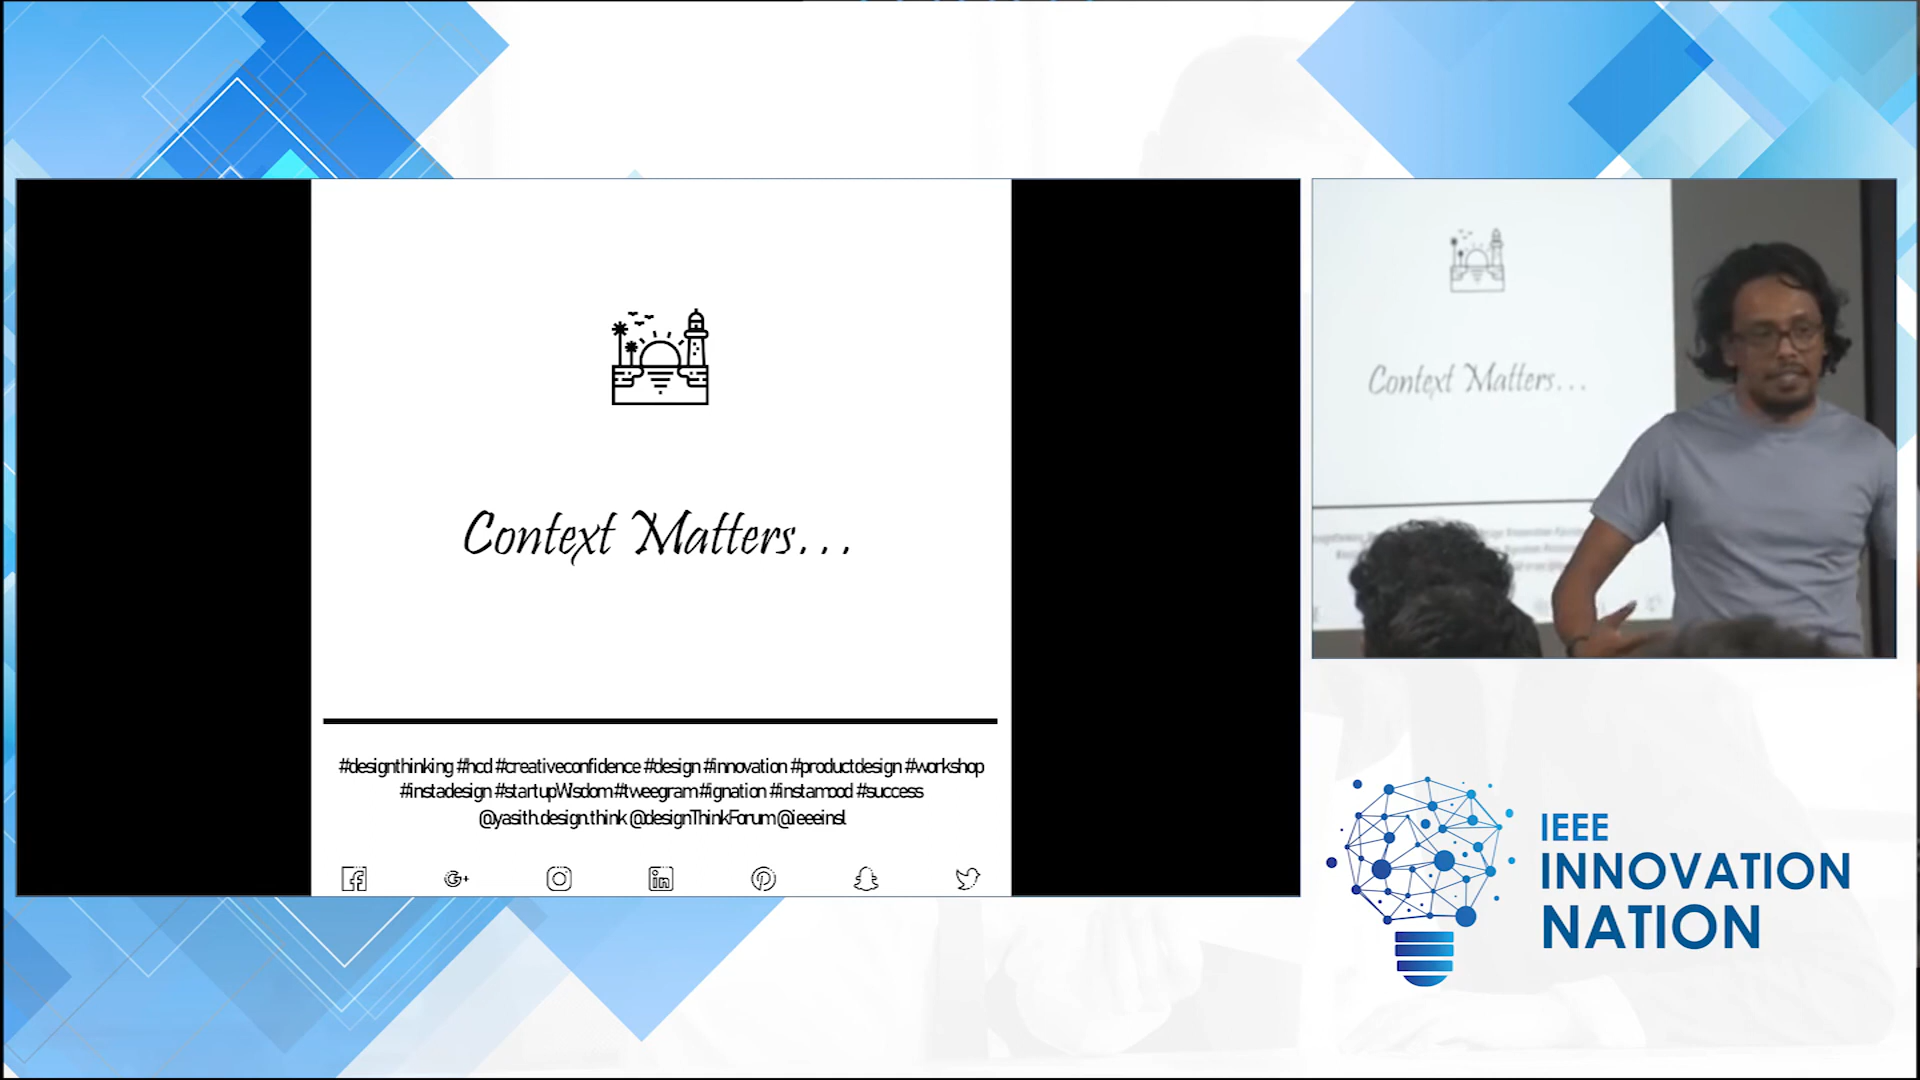 Context Matters...
#designthinking #hcd #creativeconfidence #design #innovation #productdesign #workshop
#instadesign #startupWisdom #tweegram #ignation #instamood #success
@yasith.design.think @designThinkForum @ieeeinsl
Context Matters...
IEEE
INNOVATION
NATION